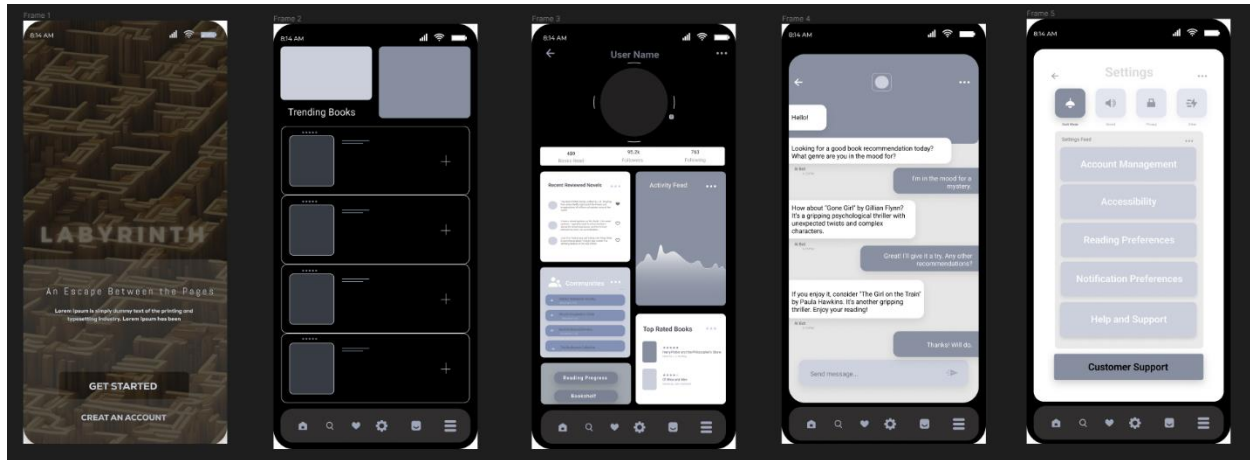 Frame 1
8:14 AM
LABYRINTH
An Escape Between the Pages
Lorem Ipsum is simply dummy text of the printing and
typesetting industry. Lorem Ipsum has been
GET STARTED
CREAT AN ACCOUNT
Frame 2
8:14 AM
Trending Books
Frame 3
8:14 AM
User Name
Books Read
Followers
763
Following
Recent Reviewed Novels
Activity Feed
Communities
Top Rated Books
Reading Progress
Bookshelf
Frame 4
8:14 AM
Hello!
Looking for a good book recommendation today?
What genre are you in the mood for?
I'm in the mood for a
mystery.
How about "Gone Girl" by Gillian Flynn?
It's a gripping psychological thriller with
unexpected twists and complex
characters.
Great! I'll give it a try. Any other
recommendations?
If you enjoy it, consider "The Girl on the Train"
by Paula Hawkins. It's another gripping
thriller. Enjoy your reading!
Thanks! Will do.
Send message...
Frame 5
8:14 AM
Settings
Privacy
Settings Feed
Account Management
Accessibility
Reading Preferences
Notification Preferences
Help and Support
Customer Support